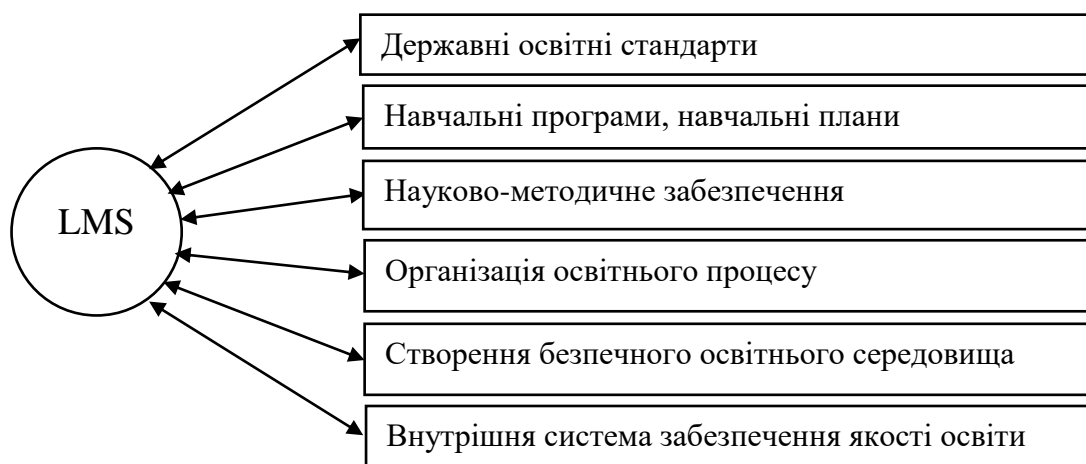 LMS
Державні освітні стандарти
Навчальні програми, навчальні плани
Науково-методичне забезпечення
Організація освітнього процесу
Створення безпечного освітнього середовища
Внутрішня система забезпечення якості освіти